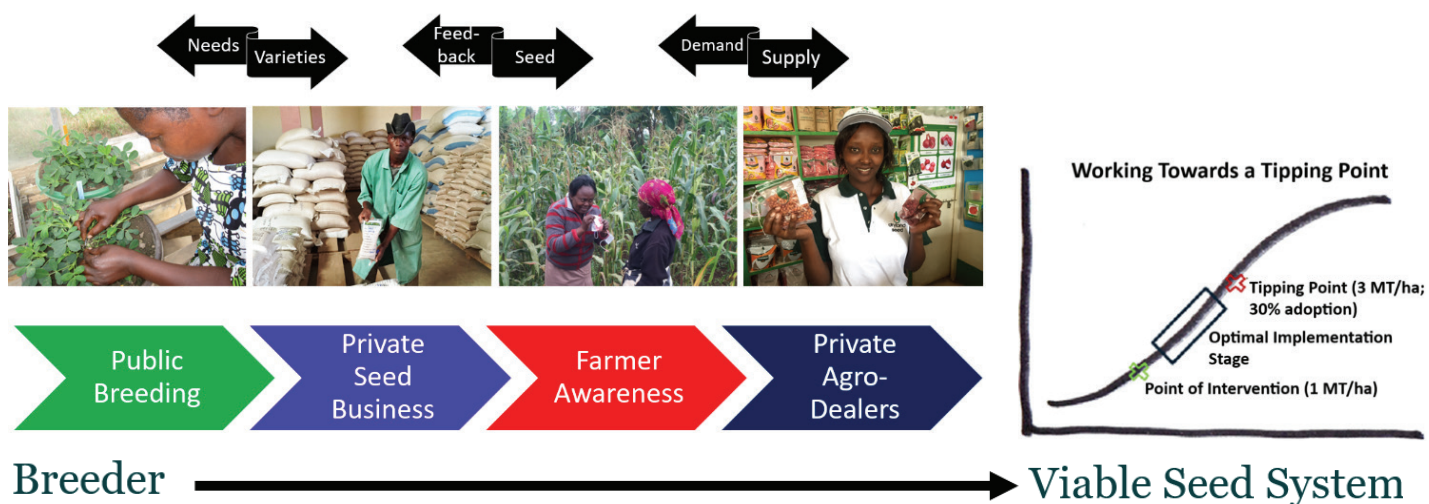 Needs
Varieties
Feed-
back
Seed
Demand
Supply
Public
Breeding
Private
Seed
Business
Farmer
Awareness
Private
Agro-
Dealers
Working Towards a Tipping Point
Tipping Point (3 MT/ha;
30% adoption)
Optimal Implementation
Stage
Point of Intervention (1 MT/ha)
Breeder
Viable Seed System